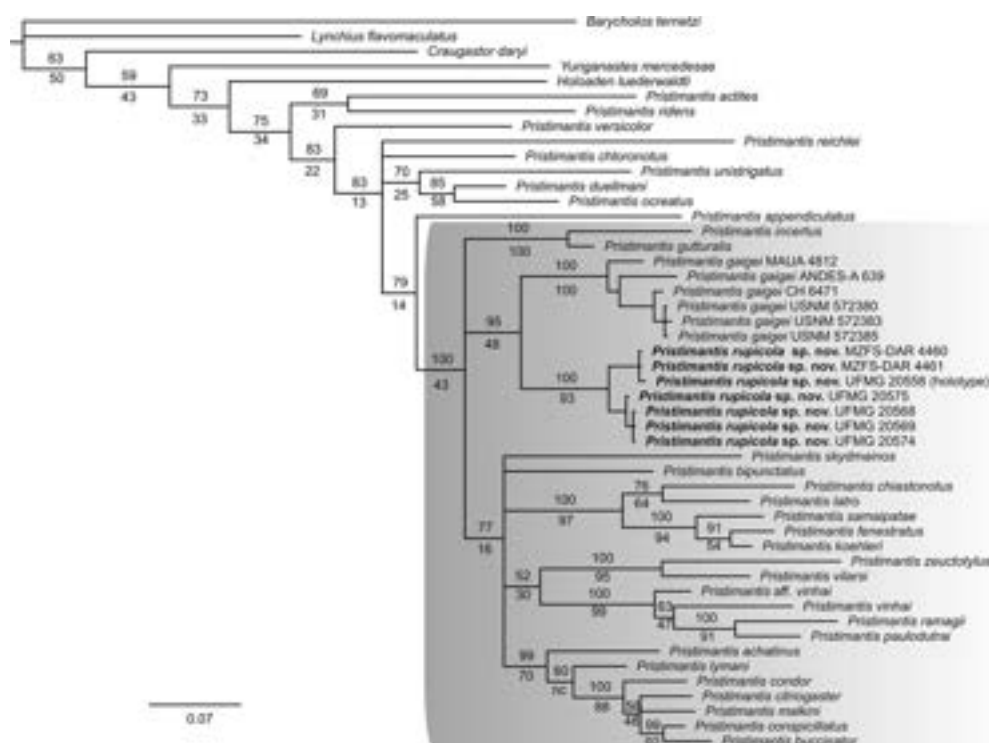 Barycholos ternetzi
Lynchius flavomaculatus
63
Craugastor daryi
50
59
Yunganastes mercedesae
43
73
Holoaden luederwaldti
33
69
Pristimantis actites
75
31
Pristimantis ridens
34
Pristimantis versicolor
83
Pristimantis reichlei
22
Pristimantis chloronotus
83
70
Pristimantis unistrigatus
13
25
85
Pristimantis duellmani
58
Pristimantis ocreatus
Pristimantis appendiculatus
100
Pristimantis incertus
100
Pristimantis gutturalis
100
Pristimantis gaigei MAUA 4812
79
100
Pristimantis gaigei ANDES-A 639
14
Pristimantis gaigei CH 6471
Pristimantis gaigei USNM 572380
95
Pristimantis gaigei USNM 572383
48
Pristimantis gaigei USNM 572385
Pristimantis rupicola sp. nov. MZFS-DAR 4460
100
Pristimantis rupicola sp. nov. MZFS-DAR 4461
43
100
Pristimantis rupicola sp. nov. UFMG 20558 (holotype)
93
Pristimantis rupicola sp. nov. UFMG 20575
Pristimantis rupicola sp. nov. UFMG 20568
Pristimantis rupicola sp. nov. UFMG 20569
Pristimantis rupicola sp. nov. UFMG 20574
Pristimantis skydmainos
Pristimantis bipunctatus
76
Pristimantis chiastonotus
100
64
Pristimantis latro
97
100
Pristimantis samaipatae
77
94
91
Pristimantis fenestratus
16
54
Pristimantis koehleri
100
Pristimantis zeuctotylus
52
95
Pristimantis vilarsi
30
100
Pristimantis aff. vinhai
99
63
Pristimantis vinhai
47
100
Pristimantis ramagii
91
Pristimantis paulodutrai
99
Pristimantis achatinus
70
60
Pristimantis lymani
nc
100
Pristimantis condor
88
Pristimantis citriogaster
Pristimantis malkini
48
99
Pristimantis conspicillatus
Pristimantis buccinator
0.07